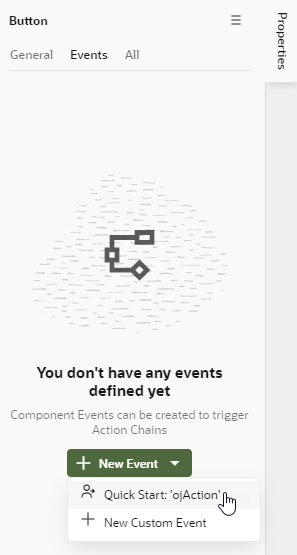 Button
Properties
General Events All
You don't have any events
defined yet
Component Events can be created to trigger
Action Chains
New Event
Quick Start: 'ojAction'
New Custom Event